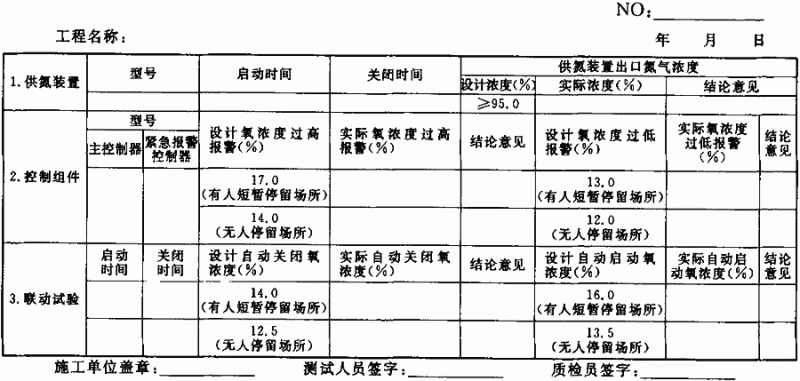 NO:
工程名称: 年 月 日
1.供氮装置 型号 启动时间 关闭时间 供氮装置出口氮气浓度
设计浓度(%) 实际浓度(%) 结论意见
≥95.0
2.控制组件 型号 设计氧浓度过高报警(%) 实际氧浓度过高报警(%) 结论意见 设计氧浓度过低报警(%) 实际氧浓度过低报警(%) 结论意见
主控制器 紧急报警控制器
17.0 13.0
(有人短暂停留场所) (有人短暂停留场所)
14.0 12.0
(无人停留场所) (无人停留场所)
3.联动试验 启动时间 关闭时间 设计自动关闭氧浓度(%) 实际自动关闭氧浓度(%) 结论意见 设计自动启动氧浓度(%) 实际自动启动氧浓度(%) 结论意见
14.0 16.0
(有人短暂停留场所) (有人短暂停留场所)
12.5 13.5
(无人停留场所) (无人停留场所)
施工单位盖章: 测试人员签字: 质检员签字: